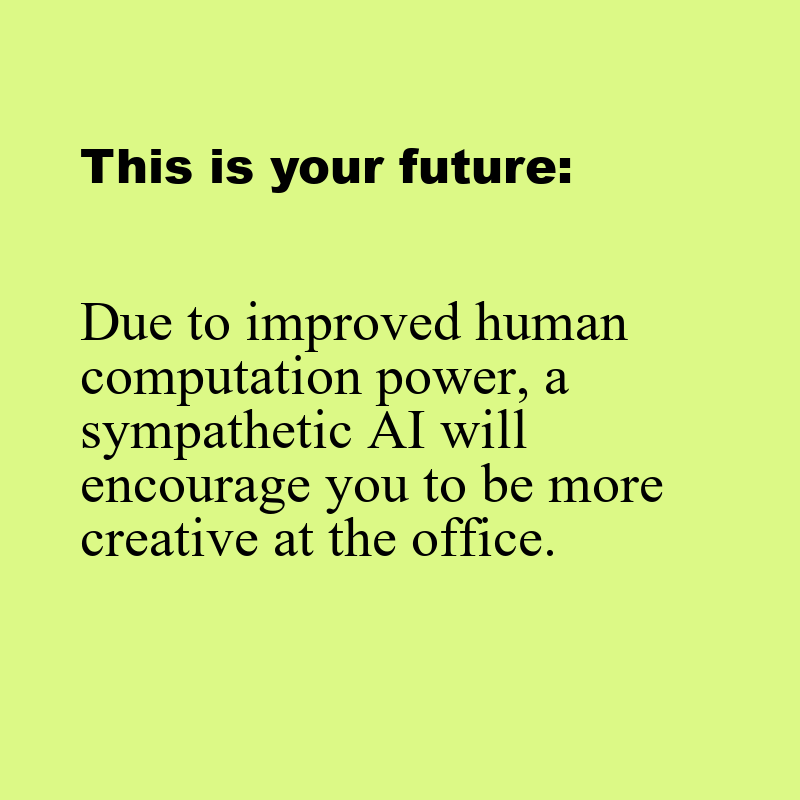 This is your future:
Due to improved human
computation power, a
sympathetic AI will
encourage you to be more
creative at the office.